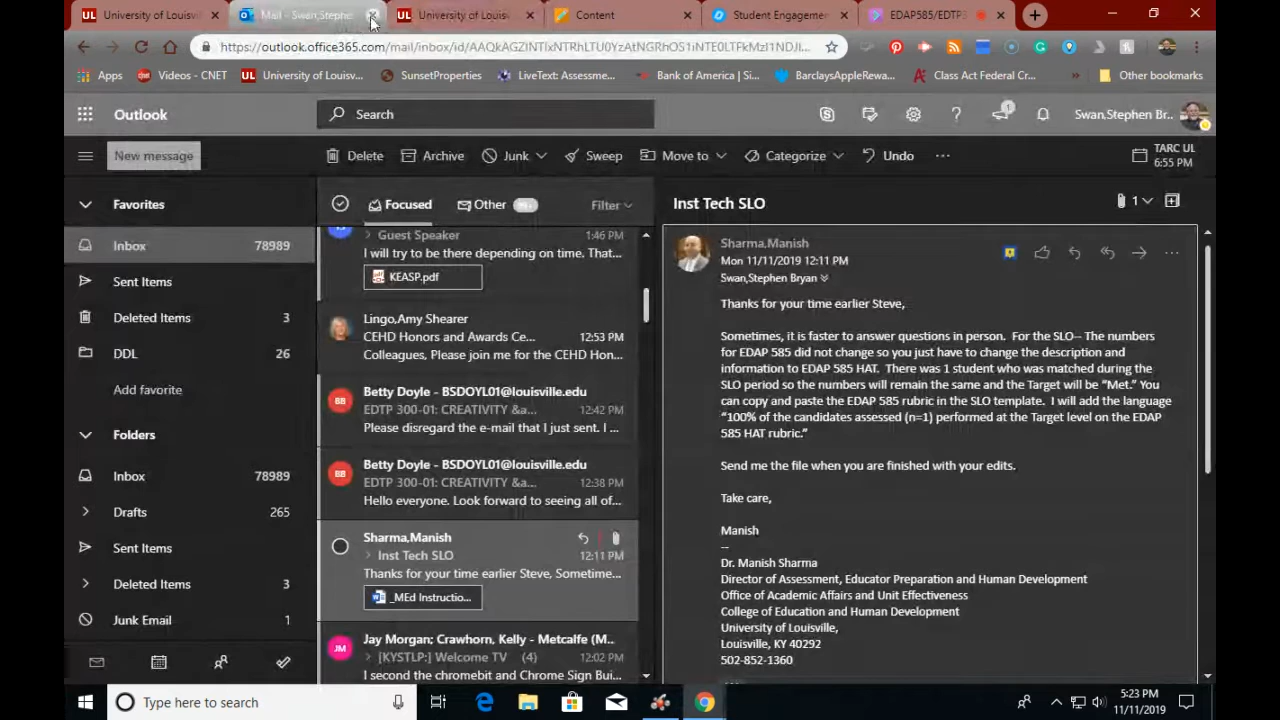 University of Louisvi
Mail - Swan,Stephe
University of Louisv
Content
Student Engageme
EDAP585/EDTP
Apps
Videos - CNET
University of Louisv...
SunsetProperties
LiveText: Assessme...
Bank of America | Si...
BarclaysAppleRewa...
Class Act Federal Cr...
»
Other bookmarks
Outlook
Search
Swan,Stephen Br..
New message
Delete
Archive
Junk
Sweep
Move to
Categorize
Undo
TARC UL
6:55 PM
Favorites
Inbox 78989
Sent Items
Deleted Items 3
DDL 26
Add favorite
Folders
Inbox 78989
Drafts 265
Sent Items
Deleted Items 3
Junk Email 1
Focused
Other
Filter
Guest Speaker 1:46 PM
I will try to be there depending on time. That...
KEASP.pdf
Lingo,Amy Shearer
CEHD Honors and Awards Ce... 12:53 PM
Colleagues, Please join me for the CEHD Hon...
BB
Betty Doyle - BSDOYL01@louisville.edu
EDTP 300-01: CREATIVITY &a... 12:42 PM
Please disregard the e-mail that I just sent. I ...
BB
Betty Doyle - BSDOYL01@louisville.edu
EDTP 300-01: CREATIVITY &a... 12:38 PM
Hello everyone. Look forward to seeing all of...
Sharma,Manish
Inst Tech SLO 12:11 PM
Thanks for your time earlier Steve, Sometime...
_MEd Instructio...
JM
Jay Morgan; Crawhorn, Kelly - Metcalfe (M..
[KYSTLP:] Welcome TV (4) 12:02 PM
I second the chromebit and Chrome Sign Bui...
Inst Tech SLO
1
Sharma,Manish
Mon 11/11/2019 12:11 PM
Swan,Stephen Bryan
Thanks for your time earlier Steve,
Sometimes, it is faster to answer questions in person. For the SLO-- The numbers
for EDAP 585 did not change so you just have to change the description and
information to EDAP 585 HAT. There was 1 student who was matched during the
SLO period so the numbers will remain the same and the Target will be “Met.” You
can copy and paste the EDAP 585 rubric in the SLO template. I will add the language
“100% of the candidates assessed (n=1) performed at the Target level on the EDAP
585 HAT rubric.”
Send me the file when you are finished with your edits.
Take care,
Manish
--
Dr. Manish Sharma
Director of Assessment, Educator Preparation and Human Development
Office of Academic Affairs and Unit Effectiveness
College of Education and Human Development
University of Louisville,
Louisville, KY 40292
502-852-1360
Type here to search
5:23 PM
11/11/2019